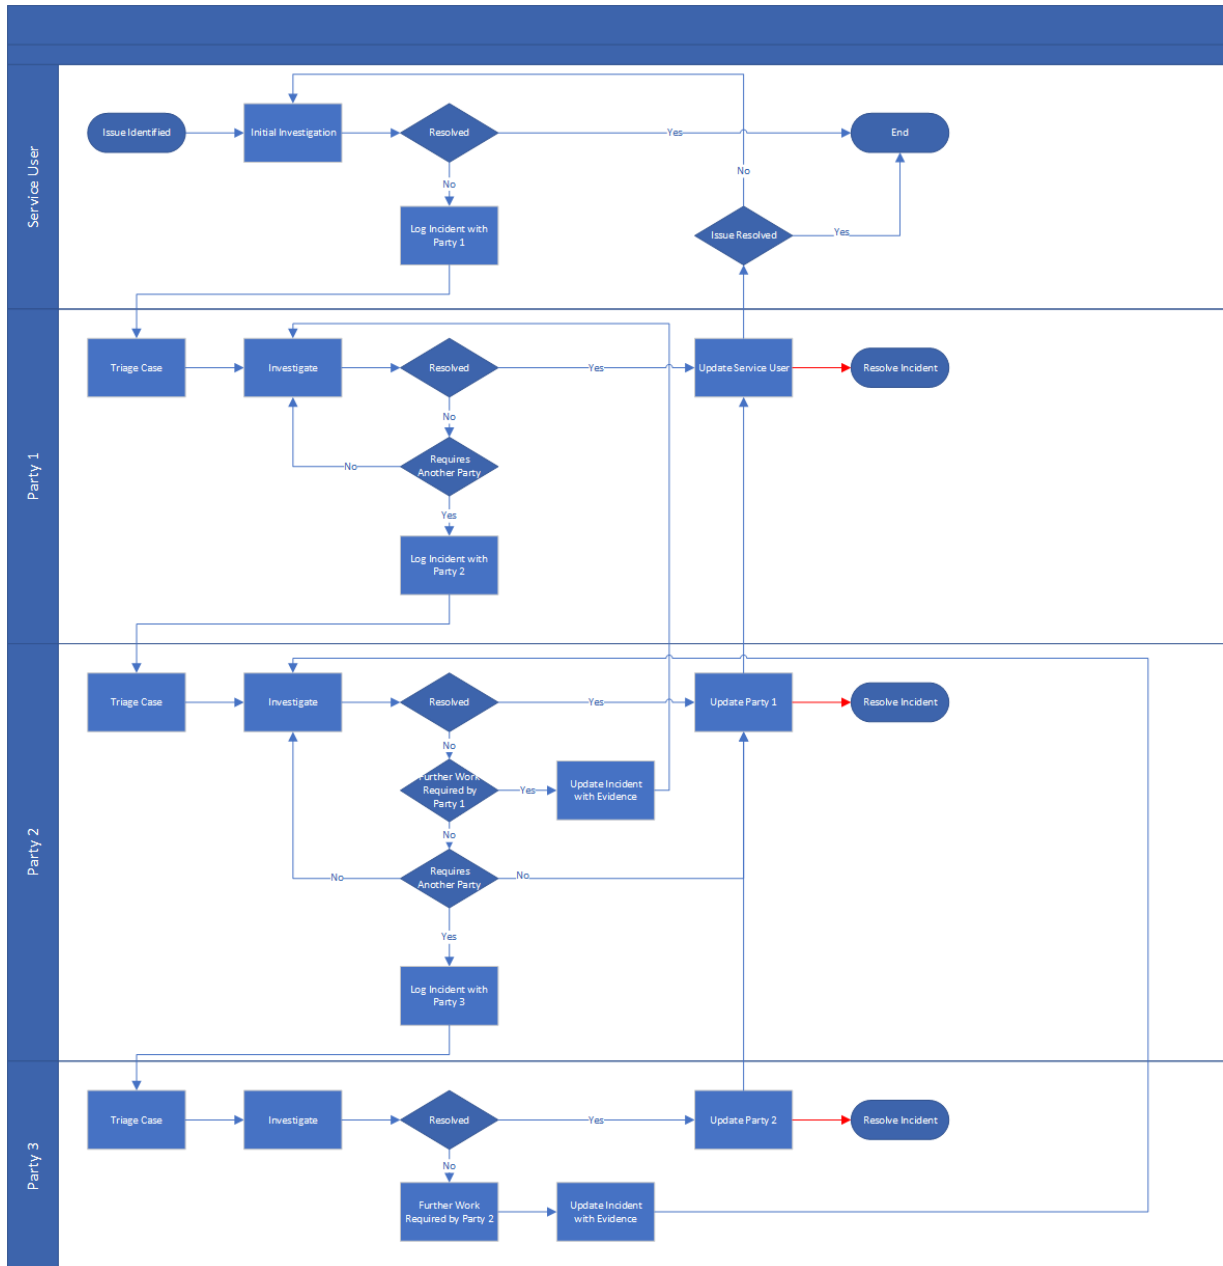 Service User
Issue Identified
Initial Investigation
Resolved
Yes
End
No
No
Log Incident with
Party 1
Issue Resolved
Yes
Party 1
Triage Case
Investigate
Resolved
Yes
Update Service User
Resolve Incident
No
Requires
Another Party
No
Yes
Log Incident with
Party 2
Party 2
Triage Case
Investigate
Resolved
Yes
Update Party 1
Resolve Incident
No
Further Work
Required by
Party 1
Yes
Update Incident
with Evidence
No
Requires
Another Party
No
No
Yes
Log Incident with
Party 3
Party 3
Triage Case
Investigate
Resolved
Yes
Update Party 2
Resolve Incident
No
Further Work
Required by Party 2
Update Incident
with Evidence